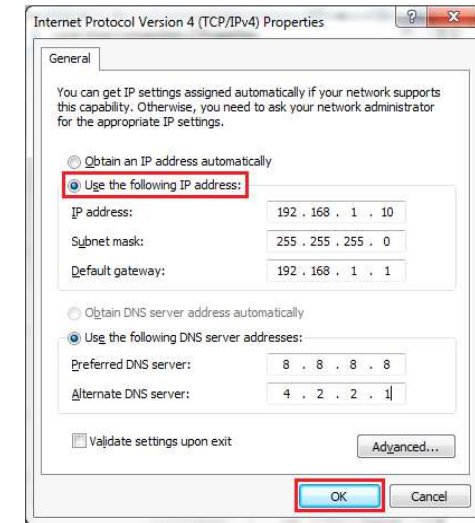 Internet Protocol Version 4 (TCP/IPv4) Properties
? X
General
You can get IP settings assigned automatically if your network supports
this capability. Otherwise, you need to ask your network administrator
for the appropriate IP settings.
Obtain an IP address automatically
Use the following IP address:
IP address: 192 . 168 . 1 . 10
Subnet mask: 255 . 255 . 255 . 0
Default gateway: 192 . 168 . 1 . 1
Obtain DNS server address automatically
Use the following DNS server addresses:
Preferred DNS server: 8 . 8 . 8 . 8
Alternate DNS server: 4 . 2 . 2 . 1
Validate settings upon exit
Advanced...
OK Cancel